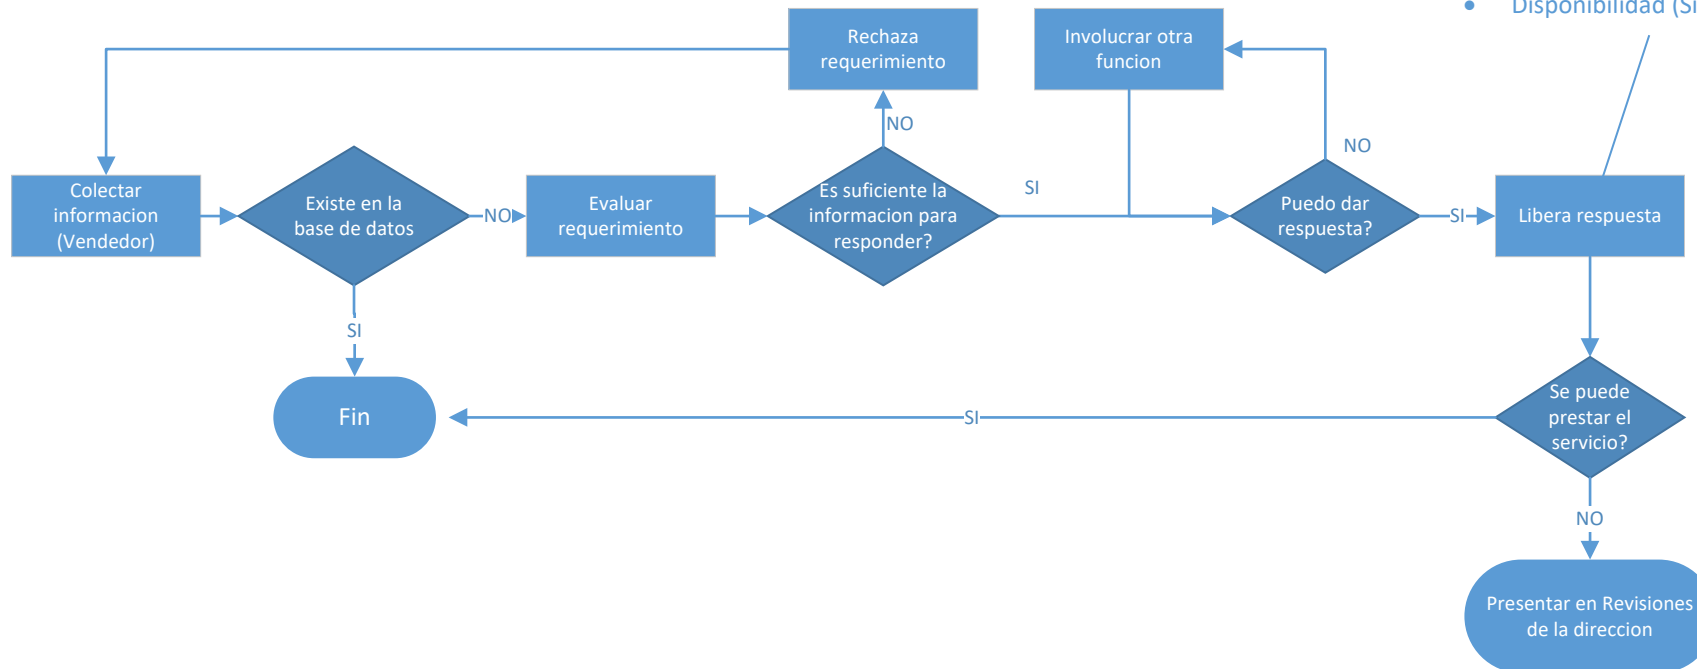 • Disponibilidad (Si
Rechaza
requerimiento
Involucrar otra
funcion
NO
NO
Colectar
informacion
(Vendedor)
Existe en la
base de datos
NO
Evaluar
requerimiento
Es suficiente la
informacion para
responder?
SI
Puedo dar
respuesta?
SI
Libera respuesta
SI
Fin
SI
Se puede
prestar el
servicio?
NO
Presentar en Revisiones
de la direccion